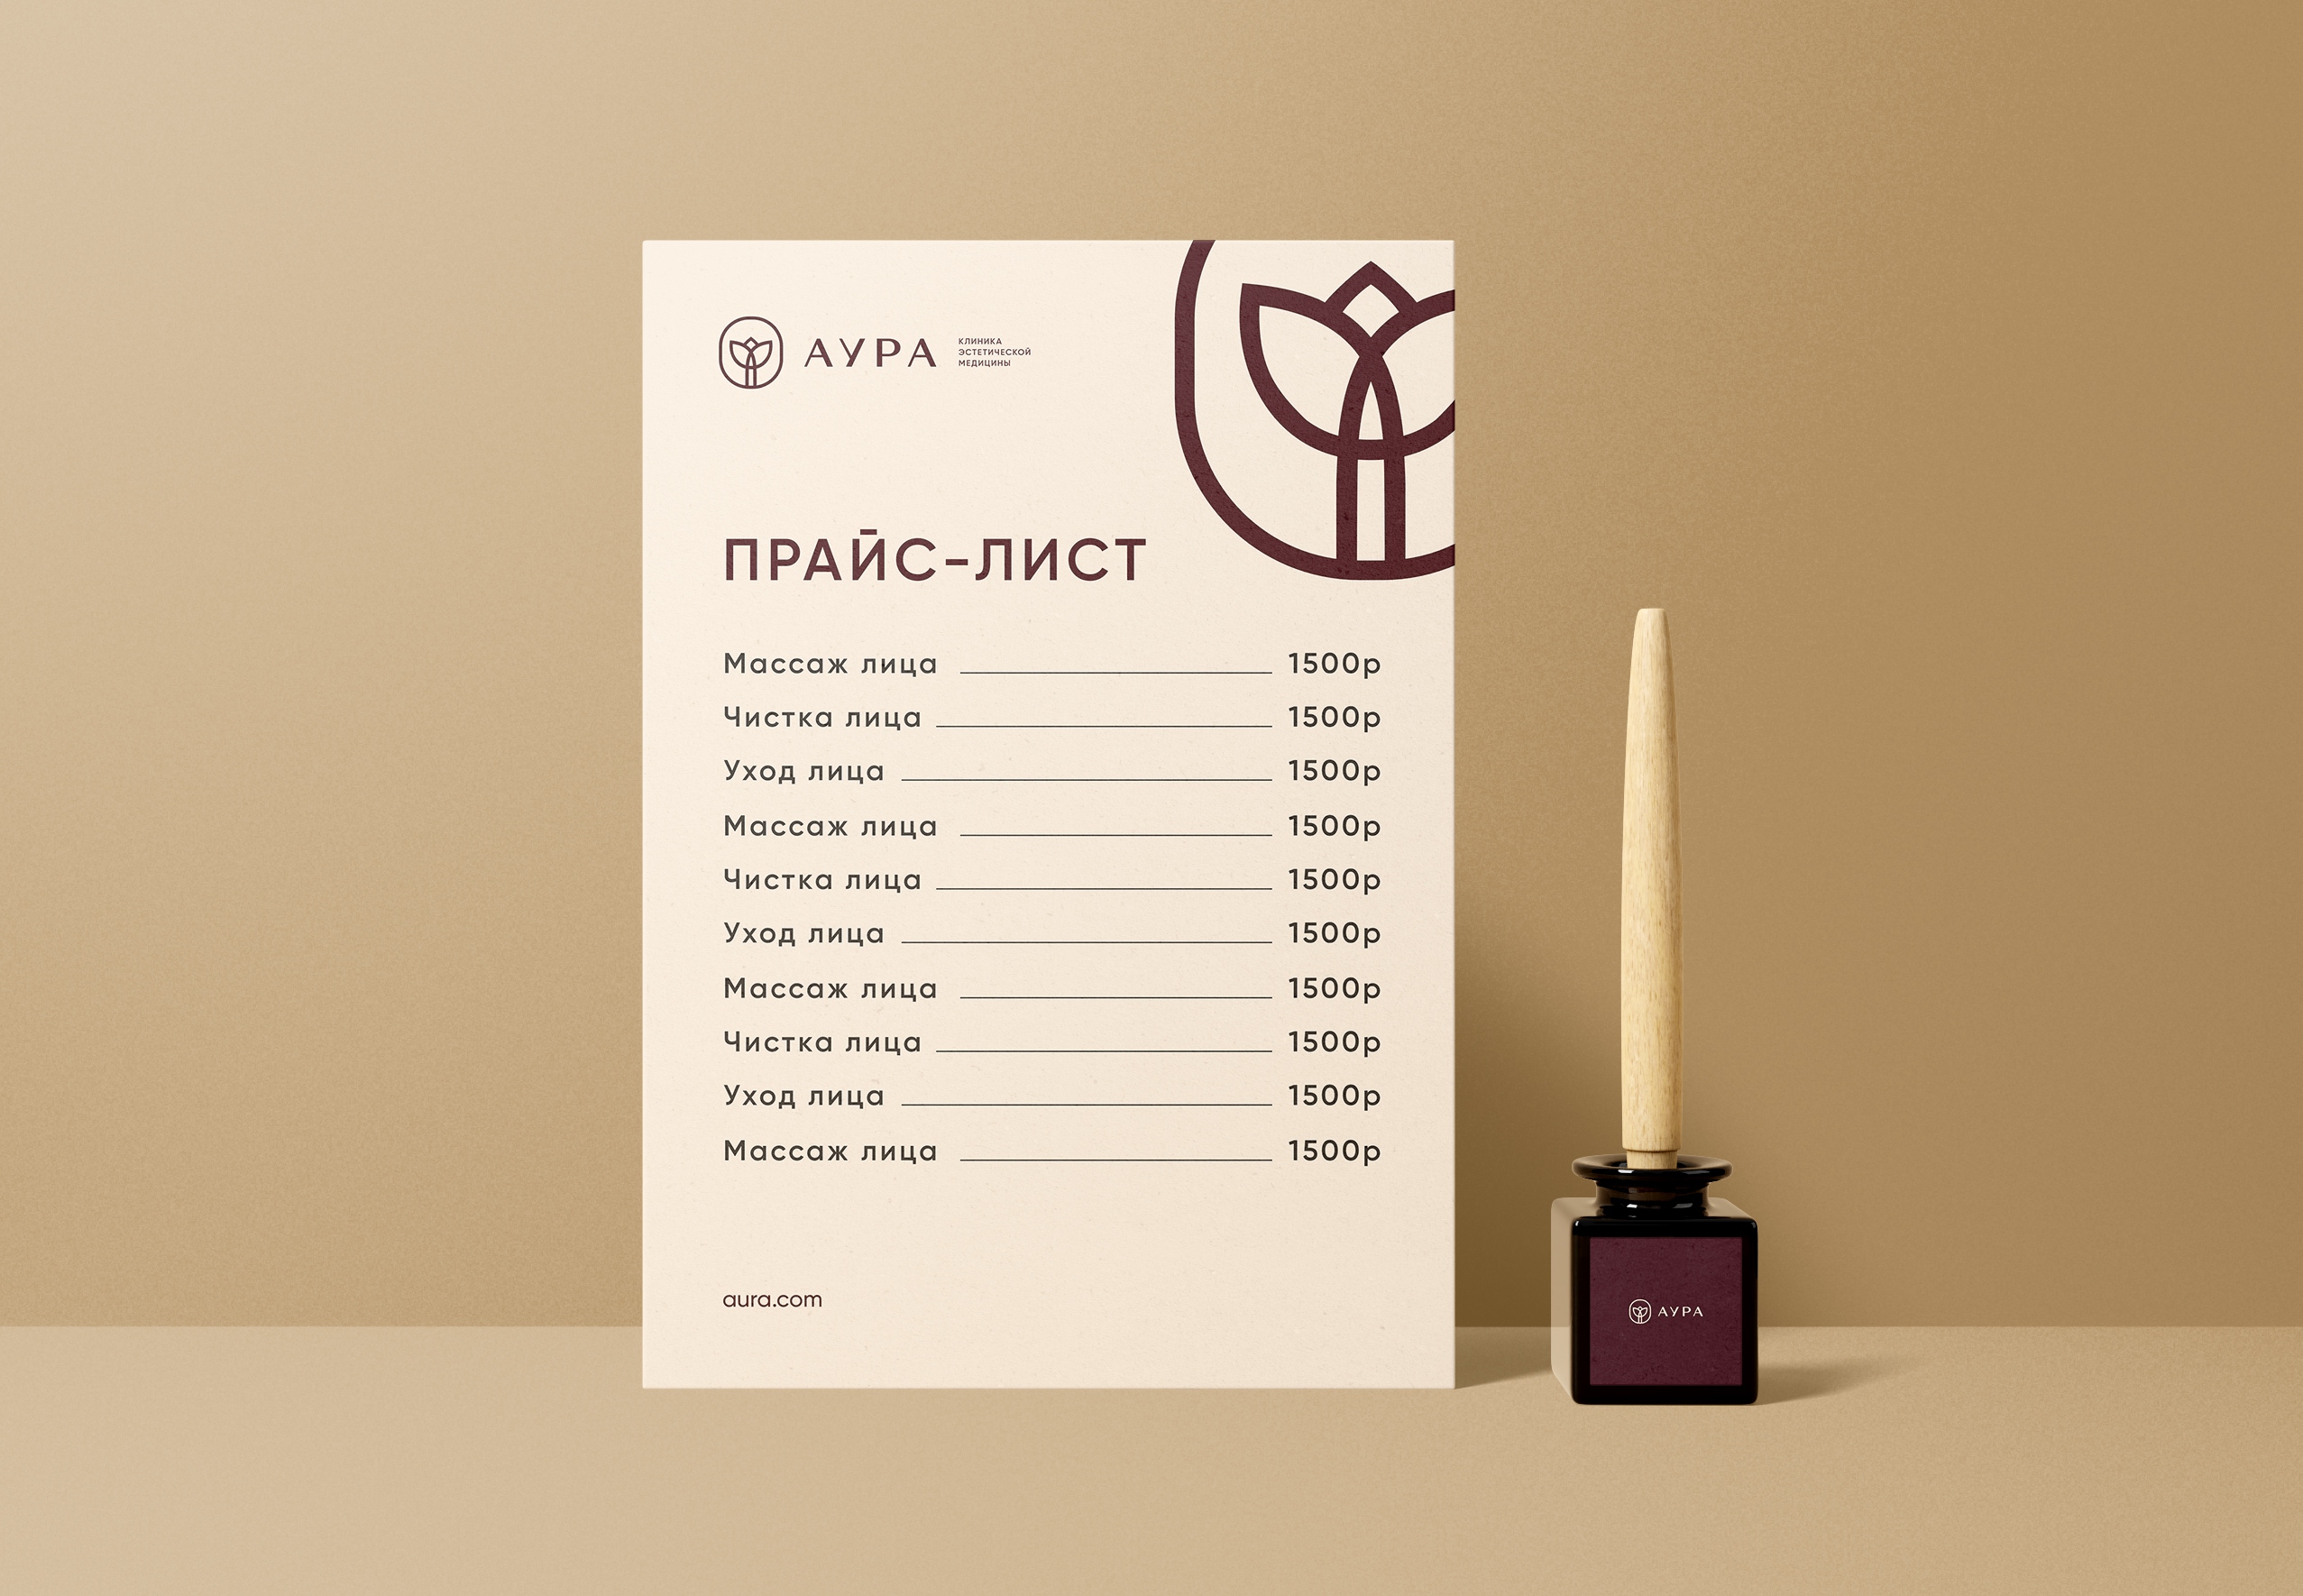 АУРА
КЛИНИКА
ЭСТЕТИЧЕСКОЙ
МЕДИЦИНЫ
ПРАЙС-ЛИСТ
Массаж лица 1500р
Чистка лица 1500р
Уход лица 1500р
Массаж лица 1500р
Чистка лица 1500р
Уход лица 1500р
Массаж лица 1500р
Чистка лица 1500р
Уход лица 1500р
Массаж лица 1500р
aura.com
АУРА